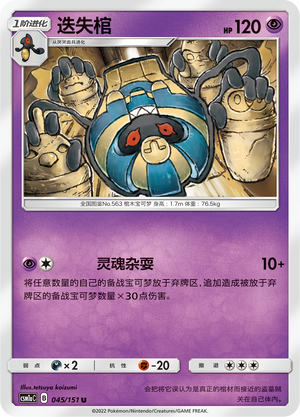 1阶进化
迭失棺
HP 120
从哭哭面具进化
全国图鉴No.563 棺木宝可梦 身高：1.7m 体重：76.5kg
灵魂杂耍 10+
将任意数量的自己的备战宝可梦放于弃牌区，追加造成被放于
弃牌区的备战宝可梦数量×30点伤害。
弱点 ×2 抗性 -20 撤退
Illus.tetsuya koizumi
CSM1aC B 045/151 U
会把将它误认为是真正的棺材而接近的盗墓贼
关在自己体内。
©2022 Pokémon/Nintendo/Creatures/GAME FREAK.